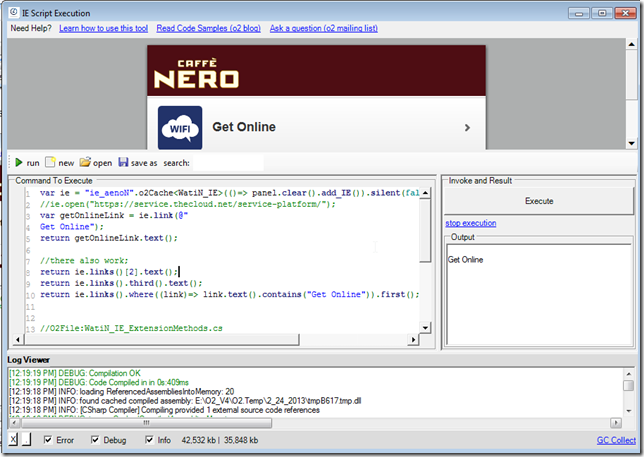 IE Script Execution
Need Help? Learn how to use this tool Read Code Samples (o2 blog) Ask a question (o2 mailing list)
CAFFÈ
NERO
WIFI Get Online
run new open save as search:
Command To Execute
1 var ie = "ie_aenoN".o2Cache<WatiN_IE>(()=> panel.clear().add_IE()).silent(fal
2 //ie.open("https://service.thecloud.net/service-platform/");
3 var getOnlineLink = ie.link(@"
4 Get Online");
5 return getOnlineLink.text();
6
7 //there also work;
8 return ie.links()[2].text();
9 return ie.links().third().text();
10 return ie.links().where((link)=> link.text().contains("Get Online")).first();
11
12
13 //O2File:WatiN_IE_ExtensionMethods.cs
Invoke and Result
Execute
stop execution
Output
Get Online
Log Viewer
[12:19:19 PM] DEBUG: Compilation OK
[12:19:19 PM] DEBUG: Code Compiled in in 0s:409ms
[12:19:18 PM] INFO: loading ReferencedAssembliesIntoMemory: 20
[12:19:18 PM] INFO: found cached compiled assembly: E:\O2_V4\O2.Temp\2_24_2013\tmpB617.tmp.dll
[12:19:18 PM] INFO: [CSharp Compiler] Compiling provided 1 external source code references
X . Error Debug Info 42,532 kb | 35,848 kb GC Collect